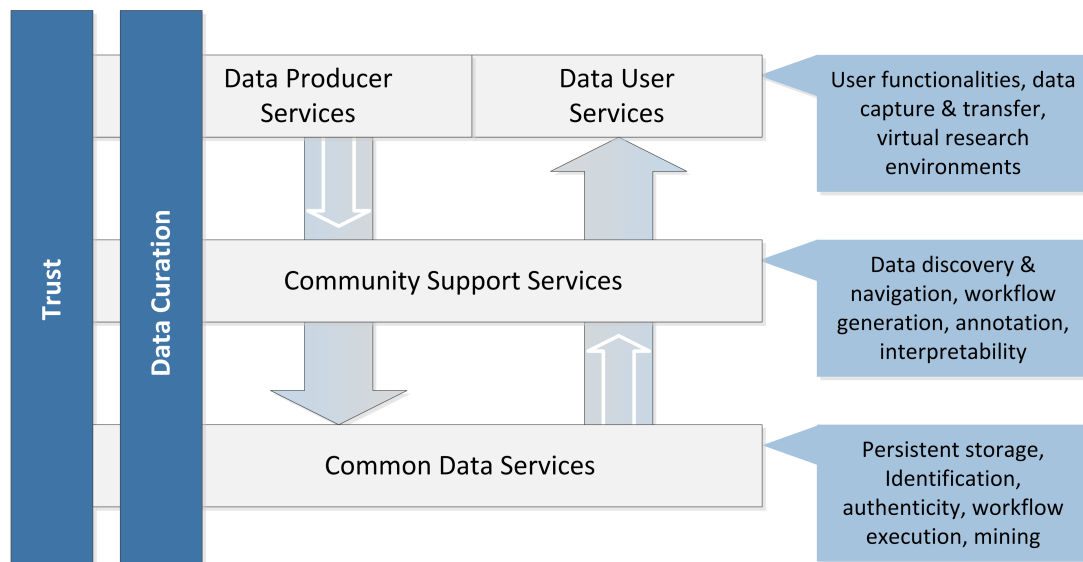 Trust
Data Curation
Data Producer
Services
Data User
Services
User functionalities, data
capture & transfer,
virtual research
environments
Community Support Services
Data discovery &
navigation, workflow
generation, annotation,
interpretability
Common Data Services
Persistent storage,
Identification,
authenticity, workflow
execution, mining